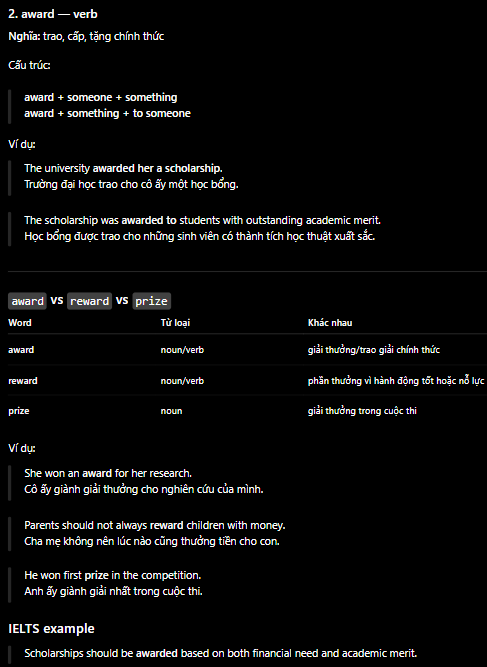 2. award — verb
Nghĩa: trao, cấp, tặng chính thức
Cấu trúc:
award + someone + something
award + something + to someone
Ví dụ:
The university awarded her a scholarship.
Trường đại học trao cho cô ấy một học bổng.
The scholarship was awarded to students with outstanding academic merit.
Học bổng được trao cho những sinh viên có thành tích học thuật xuất sắc.
award vs reward vs prize
Word Từ loại Khác nhau
award noun/verb giải thưởng/trao giải chính thức
reward noun/verb phần thưởng vì hành động tốt hoặc nỗ lực
prize noun giải thưởng trong cuộc thi
Ví dụ:
She won an award for her research.
Cô ấy giành giải thưởng cho nghiên cứu của mình.
Parents should not always reward children with money.
Cha mẹ không nên lúc nào cũng thưởng tiền cho con.
He won first prize in the competition.
Anh ấy giành giải nhất trong cuộc thi.
IELTS example
Scholarships should be awarded based on both financial need and academic merit.